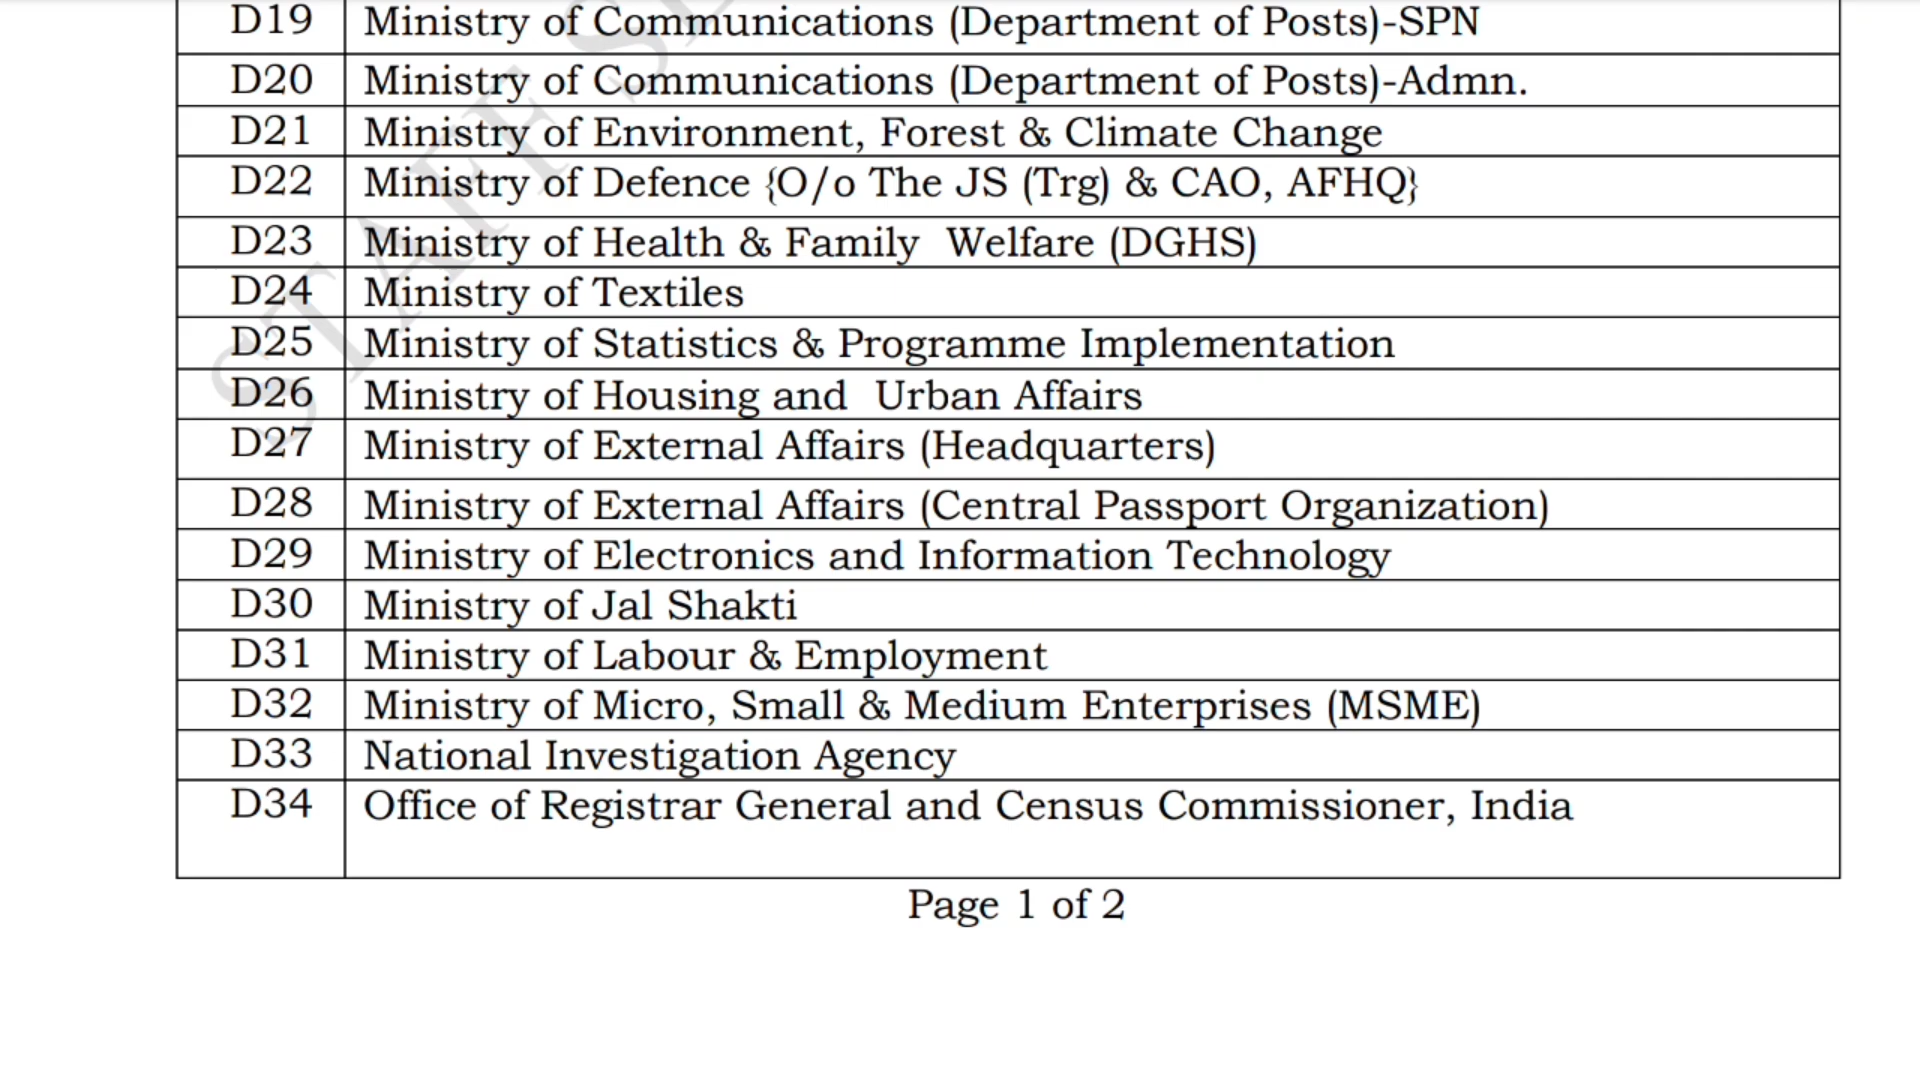 D19 Ministry of Communications (Department of Posts)-SPN
D20 Ministry of Communications (Department of Posts)-Admn.
D21 Ministry of Environment, Forest & Climate Change
D22 Ministry of Defence {O/o The JS (Trg) & CAO, AFHQ}
D23 Ministry of Health & Family  Welfare (DGHS)
D24 Ministry of Textiles
D25 Ministry of Statistics & Programme Implementation
D26 Ministry of Housing and  Urban Affairs
D27 Ministry of External Affairs (Headquarters)
D28 Ministry of External Affairs (Central Passport Organization)
D29 Ministry of Electronics and Information Technology
D30 Ministry of Jal Shakti
D31 Ministry of Labour & Employment
D32 Ministry of Micro, Small & Medium Enterprises (MSME)
D33 National Investigation Agency
D34 Office of Registrar General and Census Commissioner, India
Page 1 of 2
STAFF